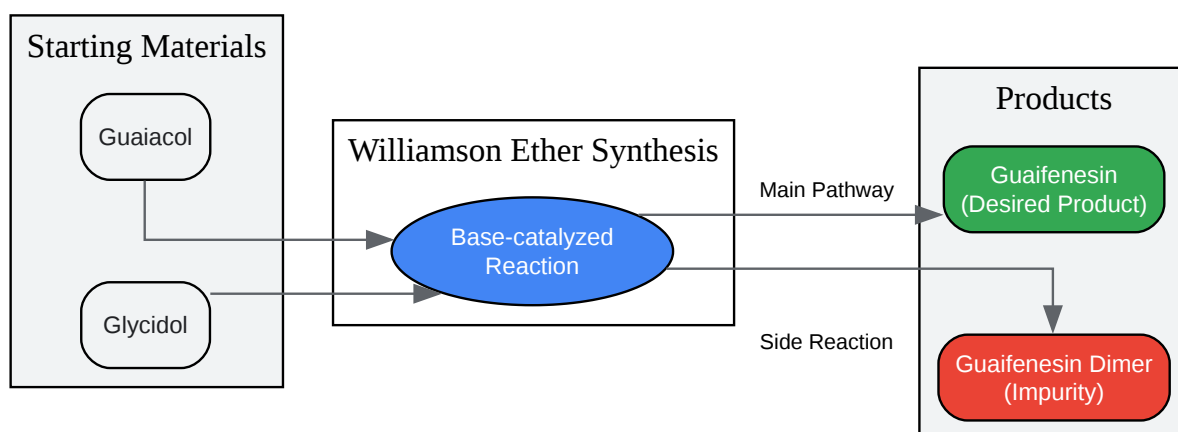 Starting Materials
Guaiacol
Glycidol
Williamson Ether Synthesis
Base-catalyzed
Reaction
Main Pathway
Side Reaction
Products
Guaifenesin
(Desired Product)
Guaifenesin Dimer
(Impurity)